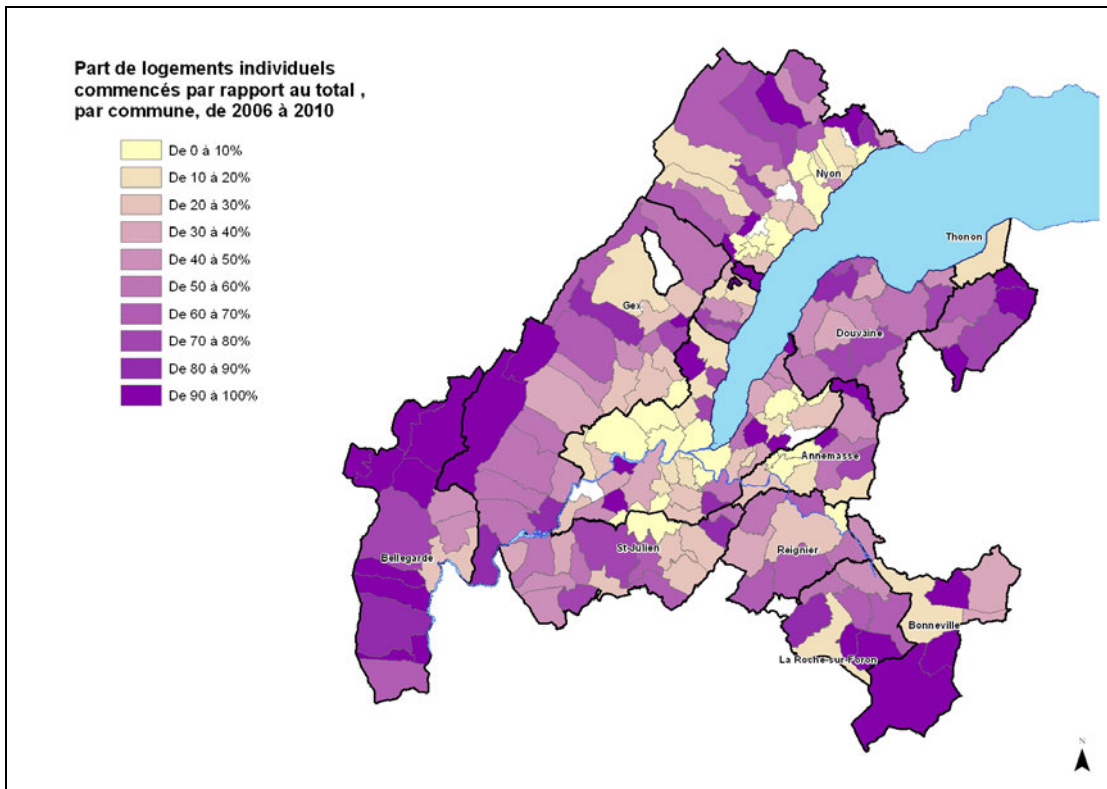 Part de logements individuels
commencés par rapport au total ,
par commune, de 2006 à 2010
De 0 à 10%
De 10 à 20%
De 20 à 30%
De 30 à 40%
De 40 à 50%
De 50 à 60%
De 60 à 70%
De 70 à 80%
De 80 à 90%
De 90 à 100%
Nyon
Thonon
Gex
Douvaine
Annemasse
Bellegarde
St-Julien
Reignier
Bonneville
La Roche-sur-Foron
N